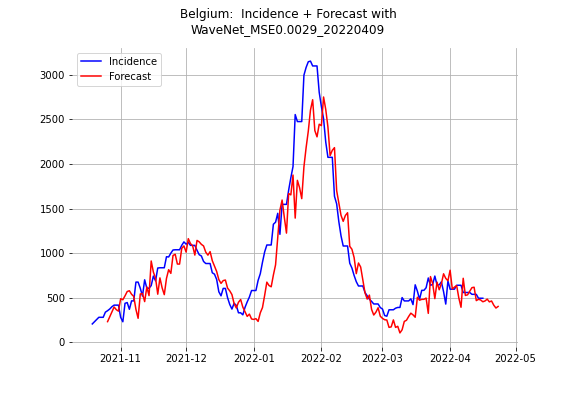 Belgium:  Incidence + Forecast with
WaveNet_MSE0.0029_20220409
Incidence
Forecast
3000
2500
2000
1500
1000
500
0
2021-11 2021-12 2022-01 2022-02 2022-03 2022-04 2022-05